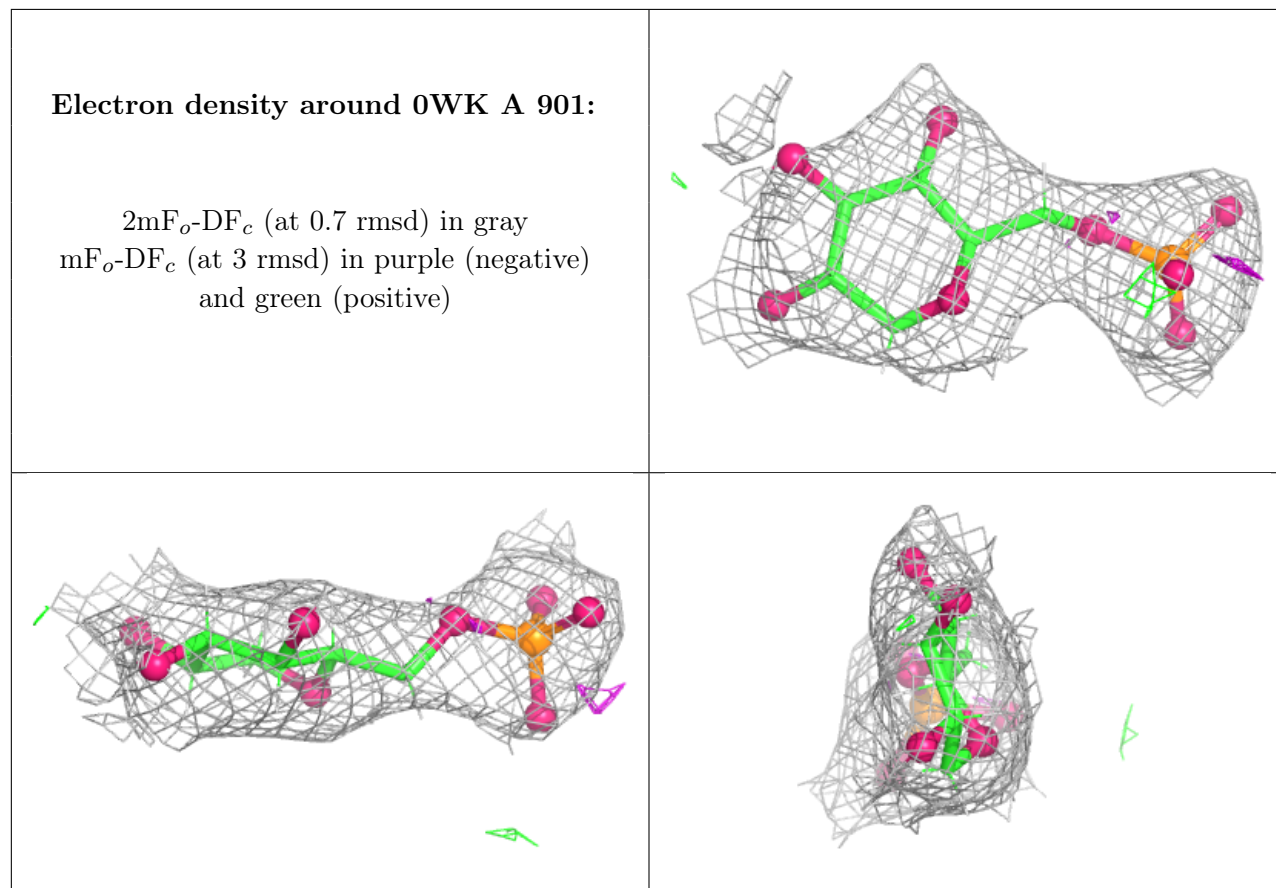 Electron density around 0WK A 901:
2mFo-DFc (at 0.7 rmsd) in gray
mFo-DFc (at 3 rmsd) in purple (negative)
and green (positive)